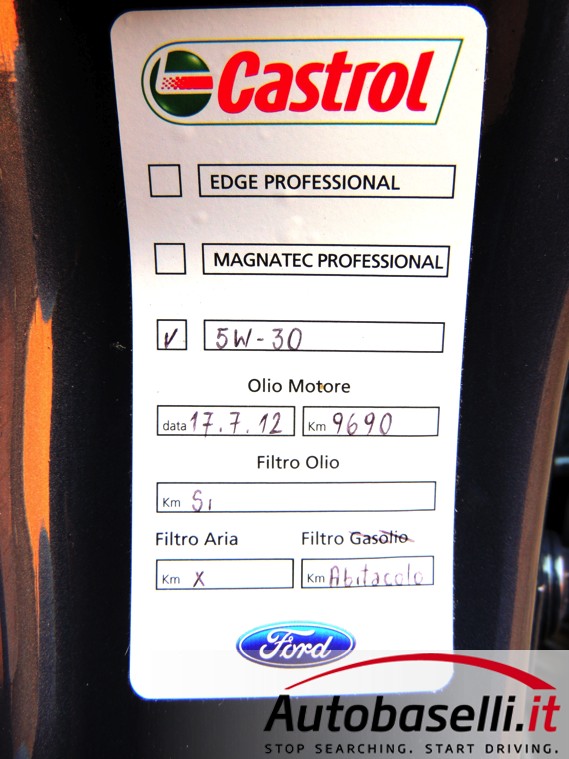 Castrol
EDGE PROFESSIONAL
MAGNATEC PROFESSIONAL
V 5W-30
Olio Motore
data 17.7.12 Km 9690
Filtro Olio
Km Si
Filtro Aria Filtro Gasolio
Km X Km Abitacolo
Ford
Autobaselli.it
STOP SEARCHING. START DRIVING.